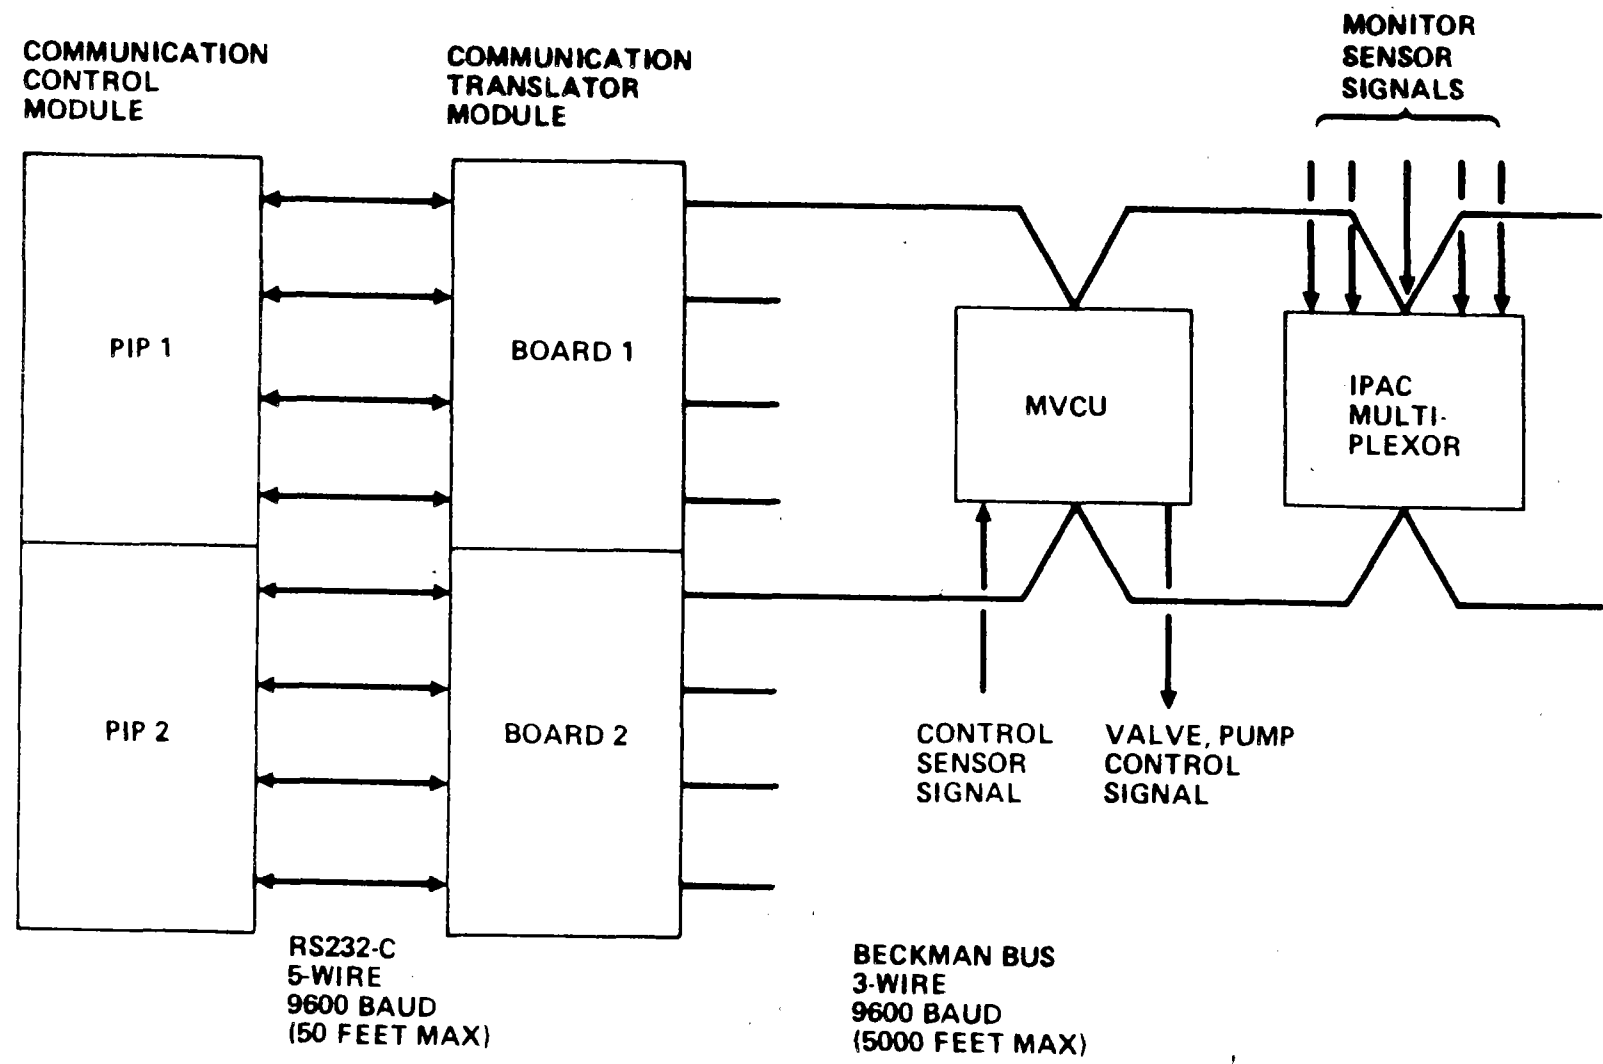 COMMUNICATION
CONTROL
MODULE
COMMUNICATION
TRANSLATOR
MODULE
MONITOR
SENSOR
SIGNALS
PIP 1
BOARD 1
MVCU
IPAC
MULTI-
PLEXOR
PIP 2
BOARD 2
CONTROL
SENSOR
SIGNAL
VALVE, PUMP
CONTROL
SIGNAL
RS232-C
5-WIRE
9600 BAUD
(50 FEET MAX)
BECKMAN BUS
3-WIRE
9600 BAUD
(5000 FEET MAX)